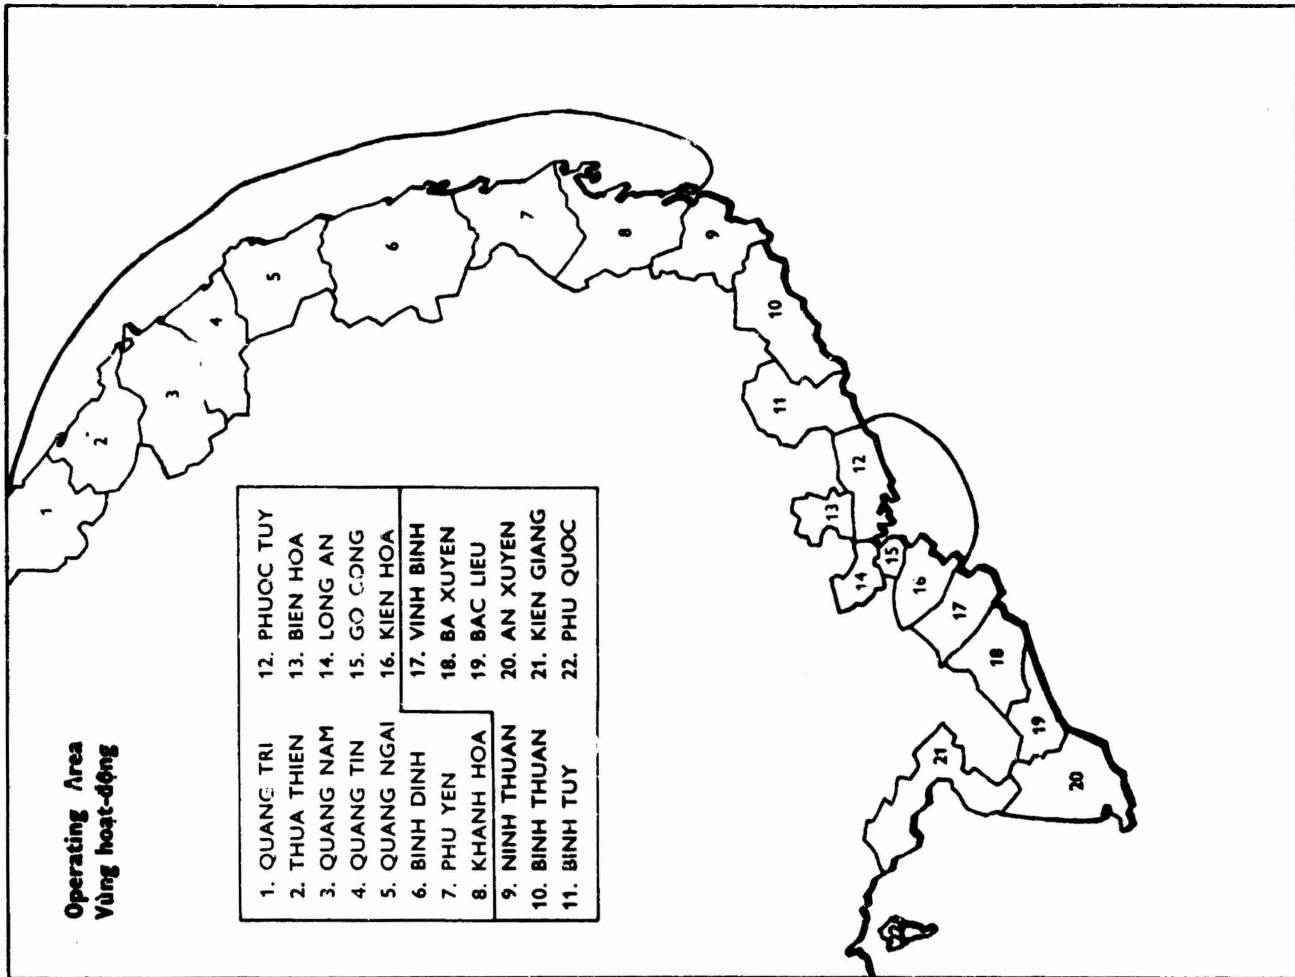 Operating Area
Vùng hoạt-động
1. QUANG TRI
2. THUA THIEN
3. QUANG NAM
4. QUANG TIN
5. QUANG NGAI
6. BINH DINH
7. PHU YEN
8. KHANH HOA
9. NINH THUAN
10. BINH THUAN
11. BINH TUY
12. PHUOC TUY
13. BIEN HOA
14. LONG AN
15. GO CONG
16. KIEN HOA
17. VINH BINH
18. BA XUYEN
19. BAC LIEU
20. AN XUYEN
21. KIEN GIANG
22. PHU QUOC
1
2
3
4
5
6
7
8
9
10
11
12
13
14
15
16
17
18
19
20
21
22